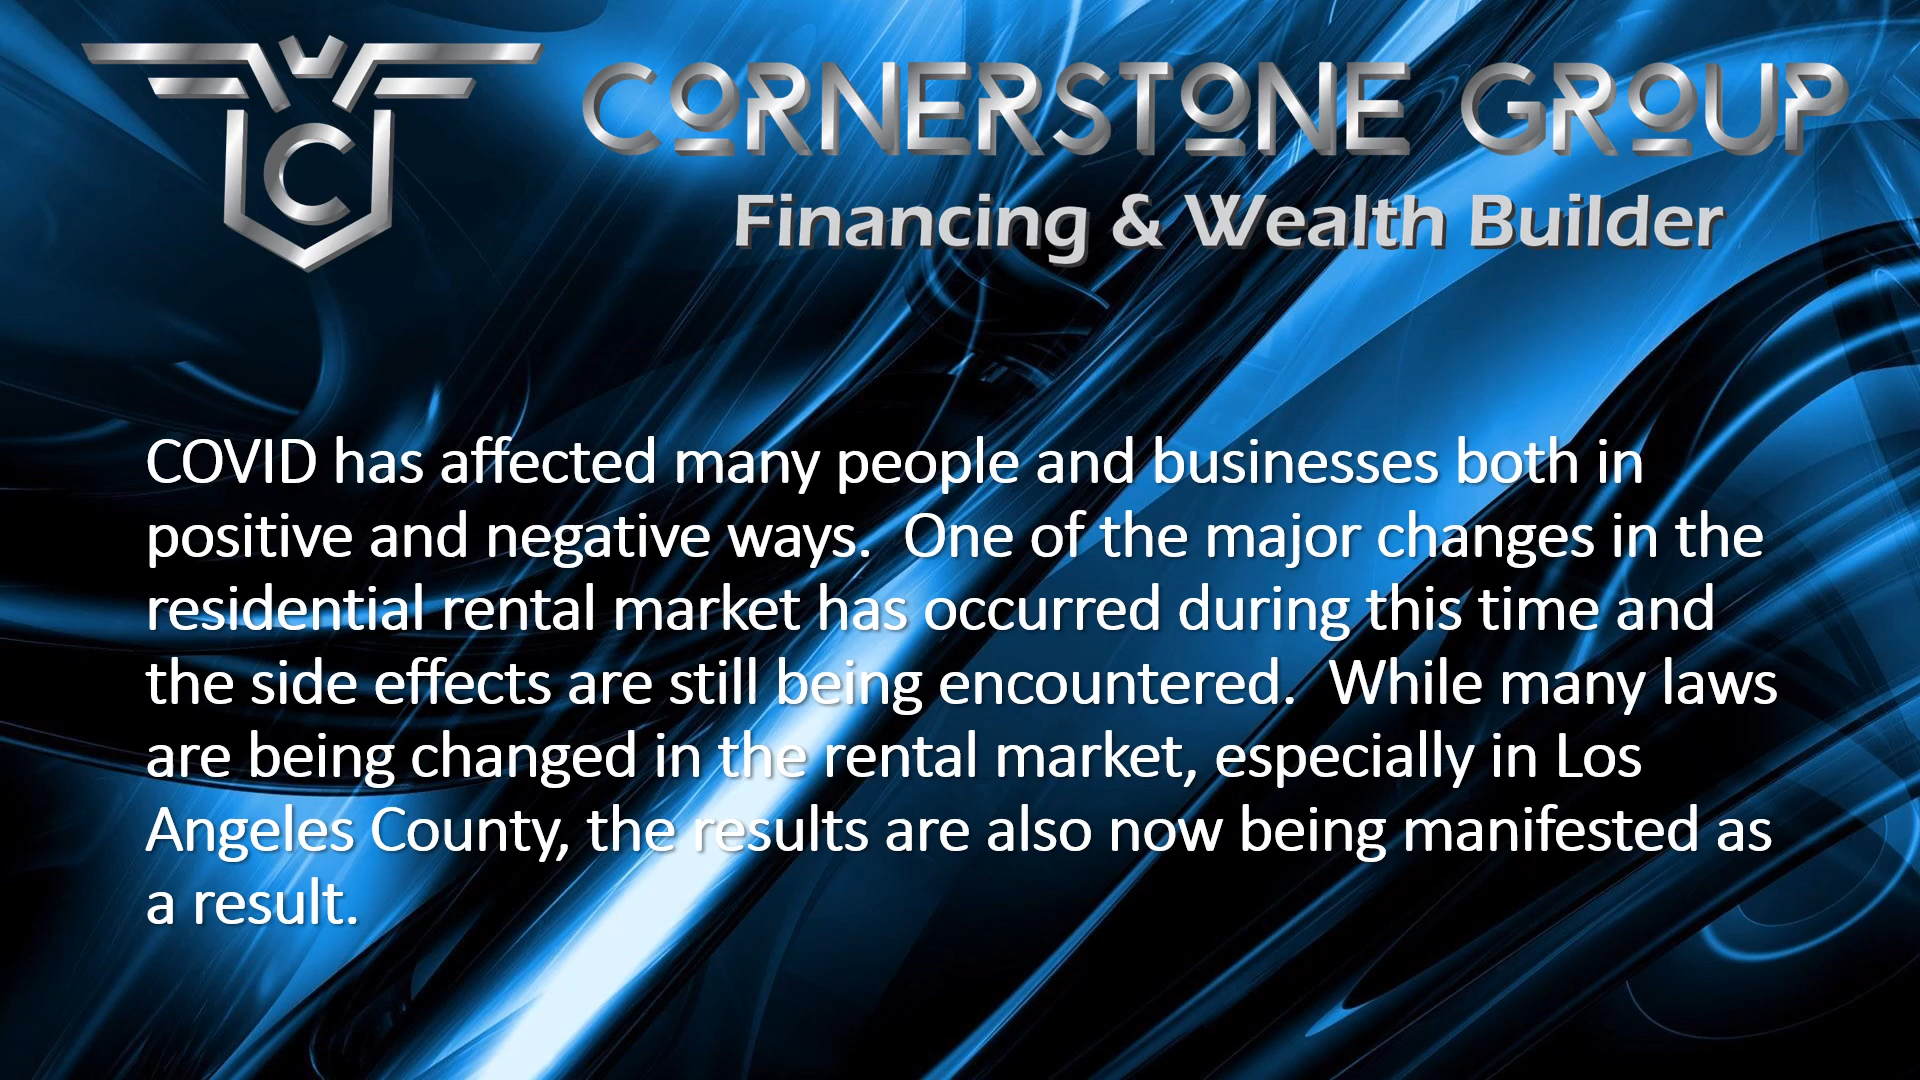 C
CORNERSTONE GROUP
Financing & Wealth Builder
COVID has affected many people and businesses both in
positive and negative ways.  One of the major changes in the
residential rental market has occurred during this time and
the side effects are still being encountered.  While many laws
are being changed in the rental market, especially in Los
Angeles County, the results are also now being manifested as
a result.